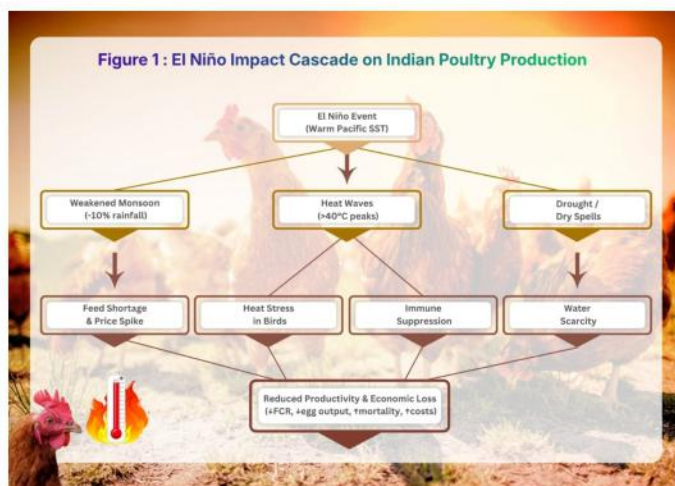 Figure 1 : El Niño Impact Cascade on Indian Poultry Production
El Niño Event
(Warm Pacific SST)
Weakened Monsoon
(-10% rainfall)
Heat Waves
(>40°C peaks)
Drought /
Dry Spells
Feed Shortage
& Price Spike
Heat Stress
in Birds
Immune
Suppression
Water
Scarcity
Reduced Productivity & Economic Loss
(↓FCR, ↓egg output, ↑mortality, ↑costs)